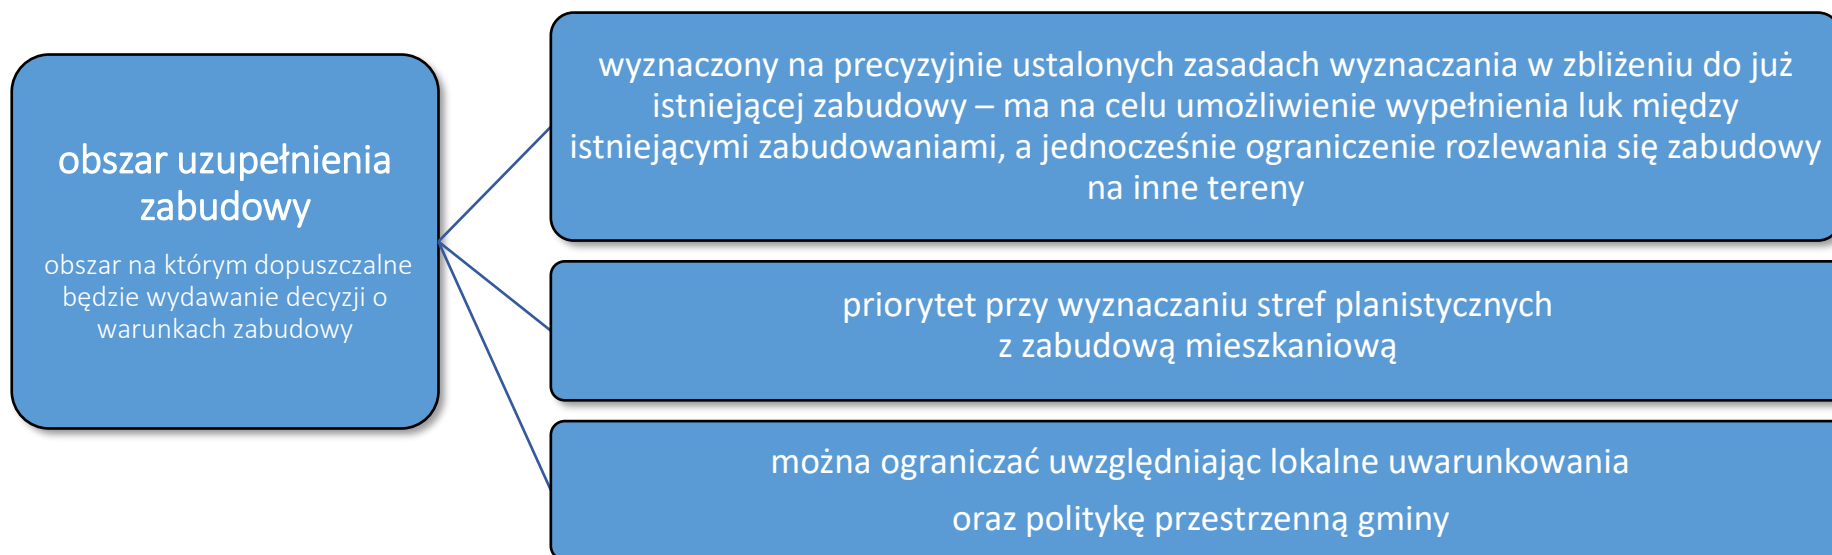 obszar uzupełnienia
zabudowy
obszar na którym dopuszczalne
będzie wydawanie decyzji o
warunkach zabudowy
wyznaczony na precyzyjnie ustalonych zasadach wyznaczania w zbliżeniu do już
istniejącej zabudowy – ma na celu umożliwienie wypełnienia luk między
istniejącymi zabudowaniami, a jednocześnie ograniczenie rozlewania się zabudowy
na inne tereny
priorytet przy wyznaczaniu stref planistycznych
z zabudową mieszkaniową
można ograniczać uwzględniając lokalne uwarunkowania
oraz politykę przestrzenną gminy